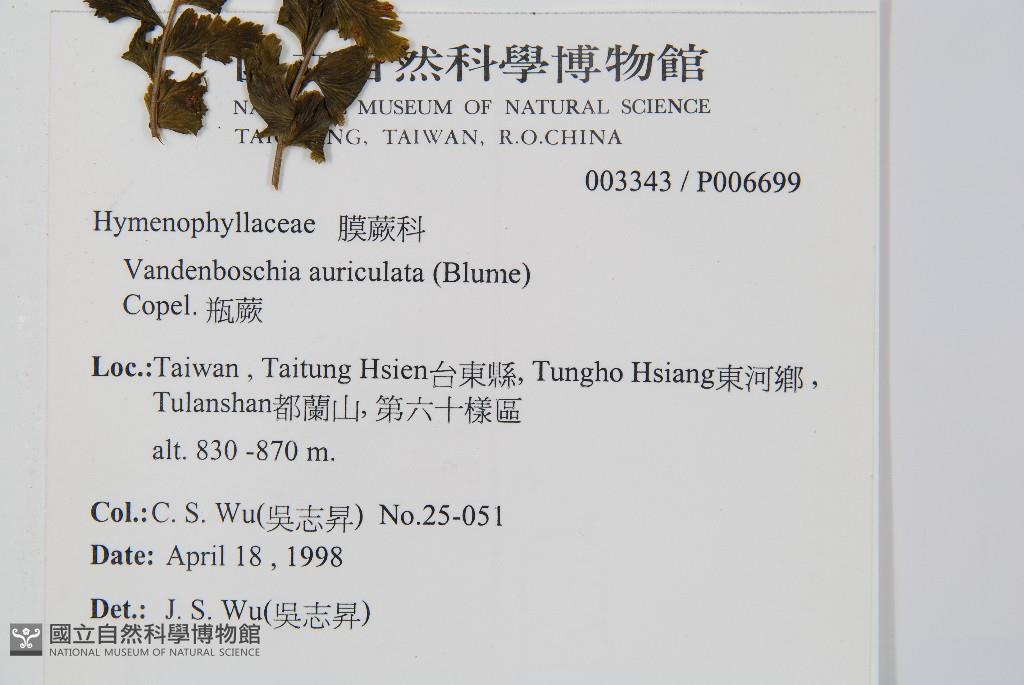 自然科學博物館
MUSEUM OF NATURAL SCIENCE
TAIWAN, R.O.CHINA
003343 / P006699
Hymenophyllaceae 膜蕨科
Vandenboschia auriculata (Blume)
Copel. 瓶蕨
Loc.:Taiwan , Taitung Hsien台東縣, Tungho Hsiang東河鄉 ,
Tulanshan都蘭山, 第六十樣區
alt. 830 -870 m.
Col.:C. S. Wu(吳志昇) No.25-051
Date: April 18 , 1998
Det.: J. S. Wu(吳志昇)
國立自然科學博物館
NATIONAL MUSEUM OF NATURAL SCIENCE